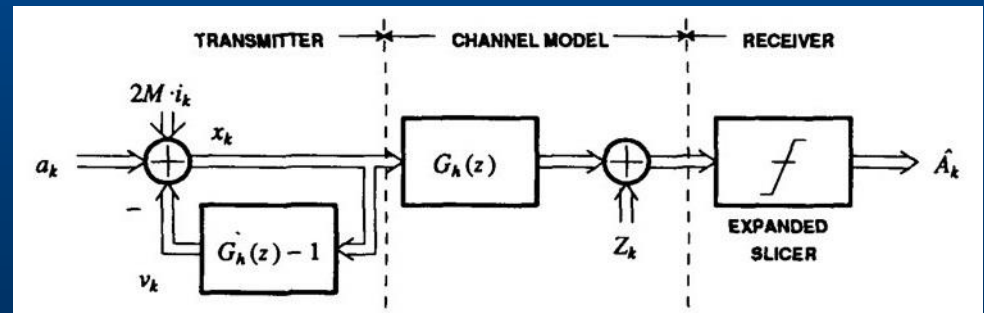 TRANSMITTER CHANNEL MODEL RECEIVER
2M·i_k
x_k
a_k
G_h(z)
Â_k
−
G_h(z) − 1
v_k
Z_k
EXPANDED
SLICER